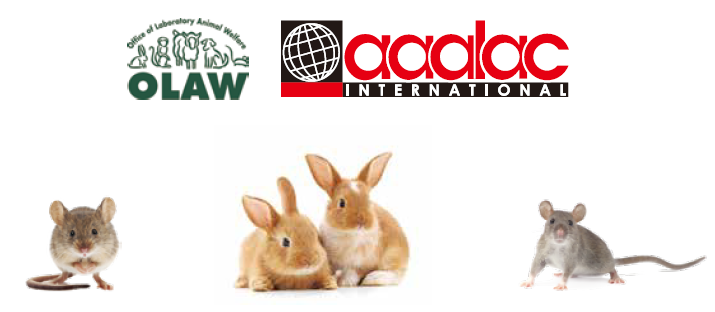 Office of Laboratory Animal Welfare
OLAW
aaalac
INTERNATIONAL